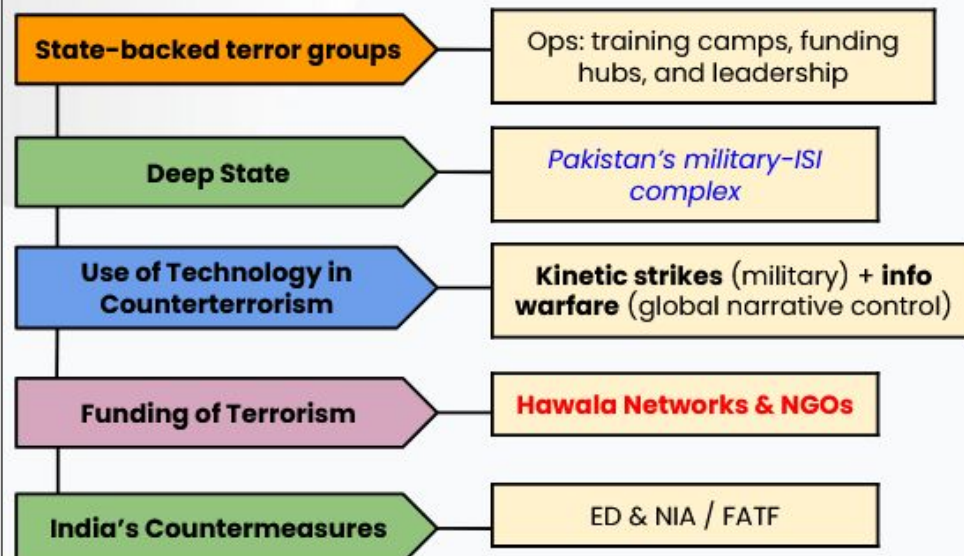 State-backed terror groups
Ops: training camps, funding
hubs, and leadership
Deep State
Pakistan's military-ISI
complex
Use of Technology in
Counterterrorism
Kinetic strikes (military) + info
warfare (global narrative control)
Funding of Terrorism
Hawala Networks & NGOs
India's Countermeasures
ED & NIA / FATF